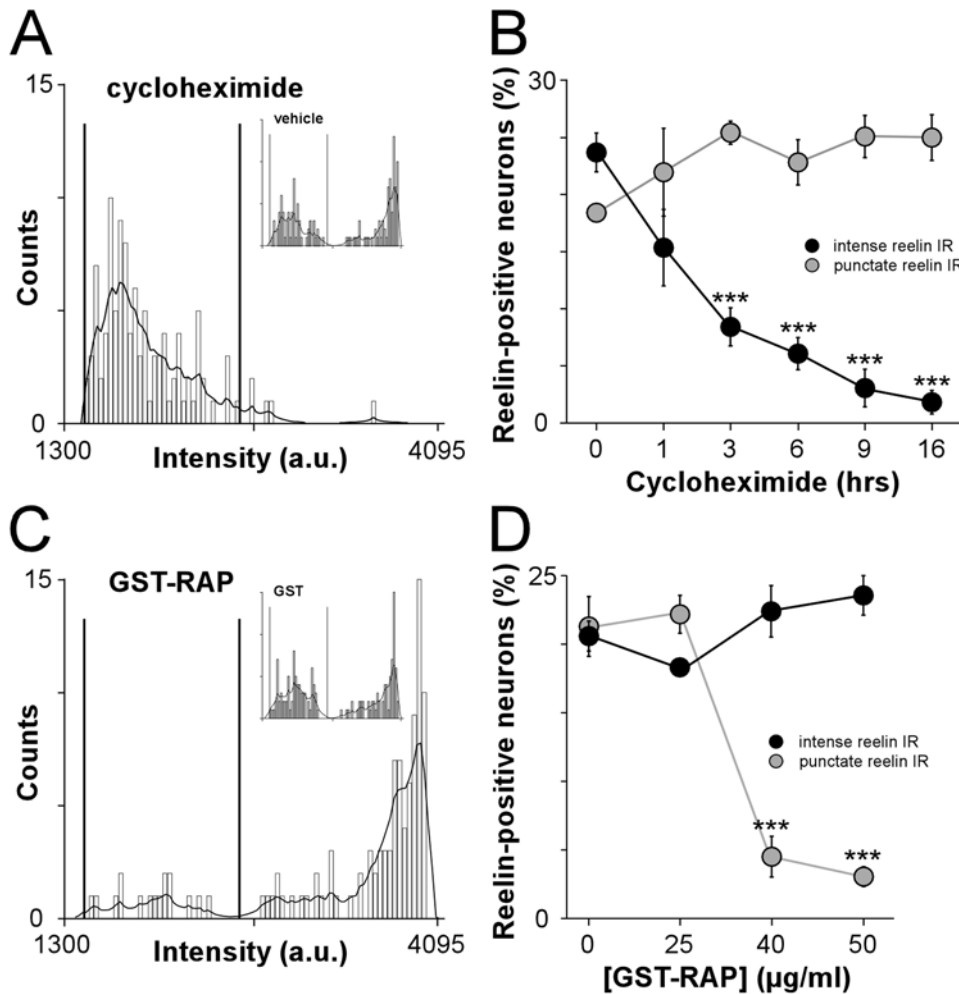 A
15
cycloheximide
vehicle
Counts
0
1300
Intensity (a.u.)
4095
B
30
Reelin-positive neurons (%)
intense reelin IR
punctate reelin IR
***
***
***
***
0
0
1
3
6
9
16
Cycloheximide (hrs)
C
15
GST-RAP
GST
Counts
0
1300
Intensity (a.u.)
4095
D
25
Reelin-positive neurons (%)
intense reelin IR
punctate reelin IR
***
***
0
0
25
40
50
[GST-RAP] (µg/ml)